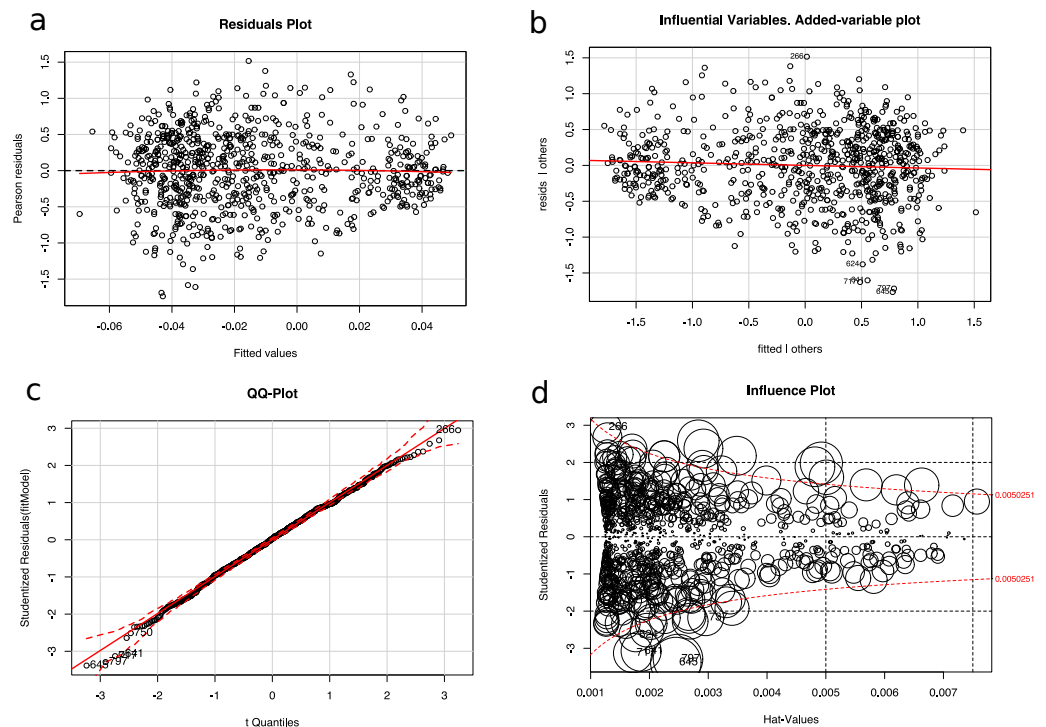 a
Residuals Plot
Pearson residuals
1.5
1.0
0.5
0.0
-0.5
-1.0
-1.5
-0.06 -0.04 -0.02 0.00 0.02 0.04
Fitted values
b
Influential Variables. Added-variable plot
resids | others
1.5
1.0
0.5
0.0
-0.5
-1.0
-1.5
266
624
797
645
-1.5 -1.0 -0.5 0.0 0.5 1.0 1.5
fitted | others
c
QQ-Plot
Studentized Residuals(fitModel)
3
2
1
0
-1
-2
-3
266
750
641
797
645
-3 -2 -1 0 1 2 3
t Quantiles
d
Influence Plot
Studentized Residuals
3
2
1
0
-1
-2
-3
266
797
645
0.0050251
0.0050251
0.001 0.002 0.003 0.004 0.005 0.006 0.007
Hat-Values